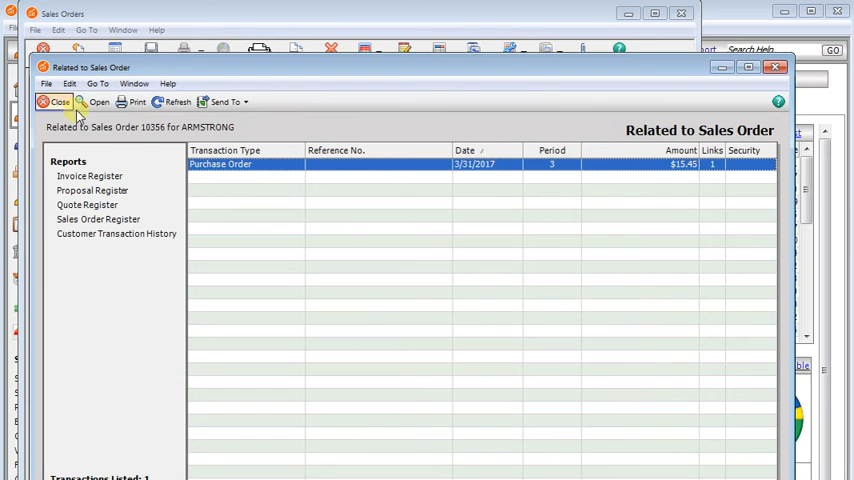 Sales Orders
File Edit Go To Window Help
Search Help
GO
Related to Sales Order
File Edit Go To Window Help
Close Open Print Refresh Send To
Related to Sales Order 10356 for ARMSTRONG
Related to Sales Order
Reports
Invoice Register
Proposal Register
Quote Register
Sales Order Register
Customer Transaction History
Transaction Type Reference No. Date / Period Amount Links Security
Purchase Order 3/31/2017 3 $15.45 1
Transactions Listed: 1